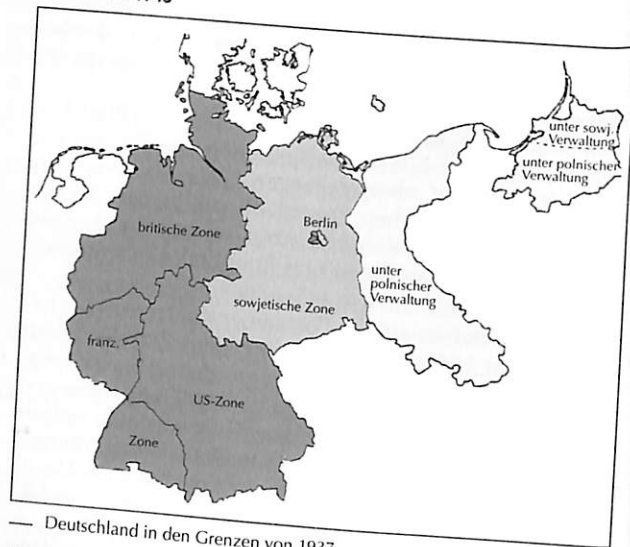 unter sowj.
Verwaltung
unter polnischer
Verwaltung
britische Zone
Berlin
unter
polnischer
Verwaltung
sowjetische Zone
franz.
US-Zone
Zone
— Deutschland in den Grenzen von 1937